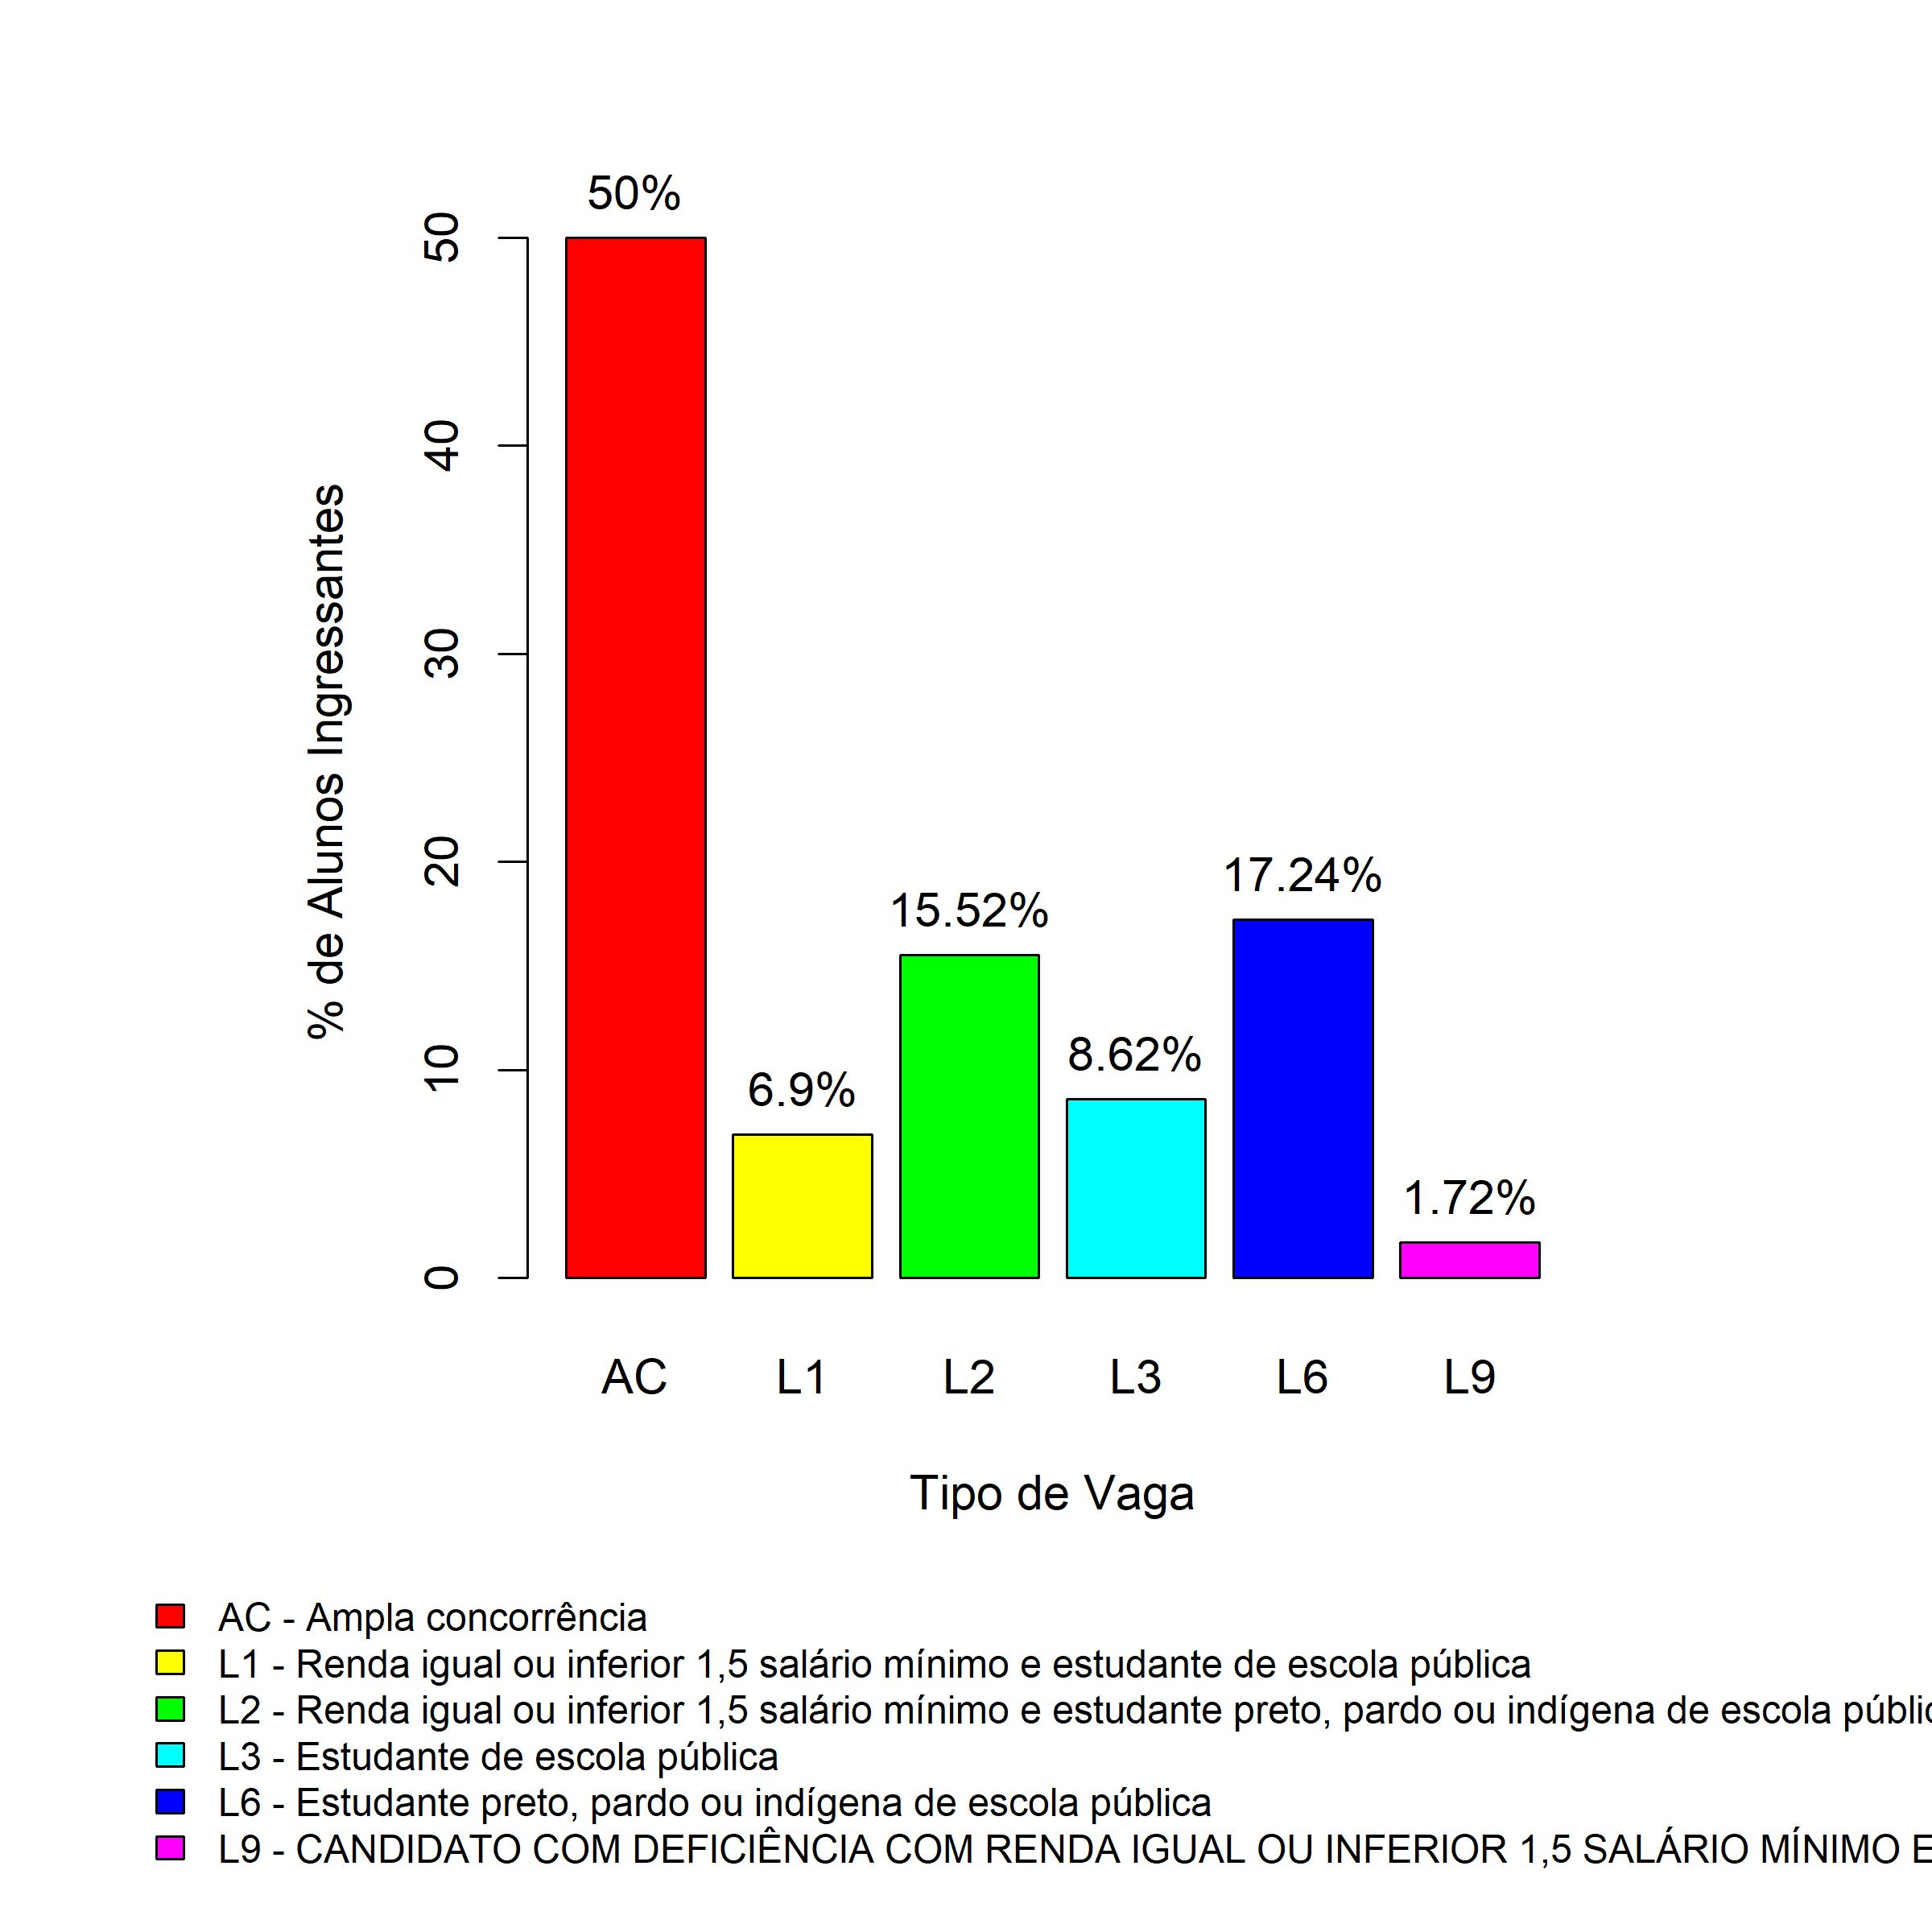 50%
50
40
30
20
10
0
% de Alunos Ingressantes
17.24%
15.52%
8.62%
6.9%
1.72%
AC L1 L2 L3 L6 L9
Tipo de Vaga
AC - Ampla concorrência
L1 - Renda igual ou inferior 1,5 salário mínimo e estudante de escola pública
L2 - Renda igual ou inferior 1,5 salário mínimo e estudante preto, pardo ou indígena de escola
L3 - Estudante de escola pública
L6 - Estudante preto, pardo ou indígena de escola pública
L9 - CANDIDATO COM DEFICIÊNCIA COM RENDA IGUAL OU INFERIOR 1,5 SALÁRIO MÍNIMO